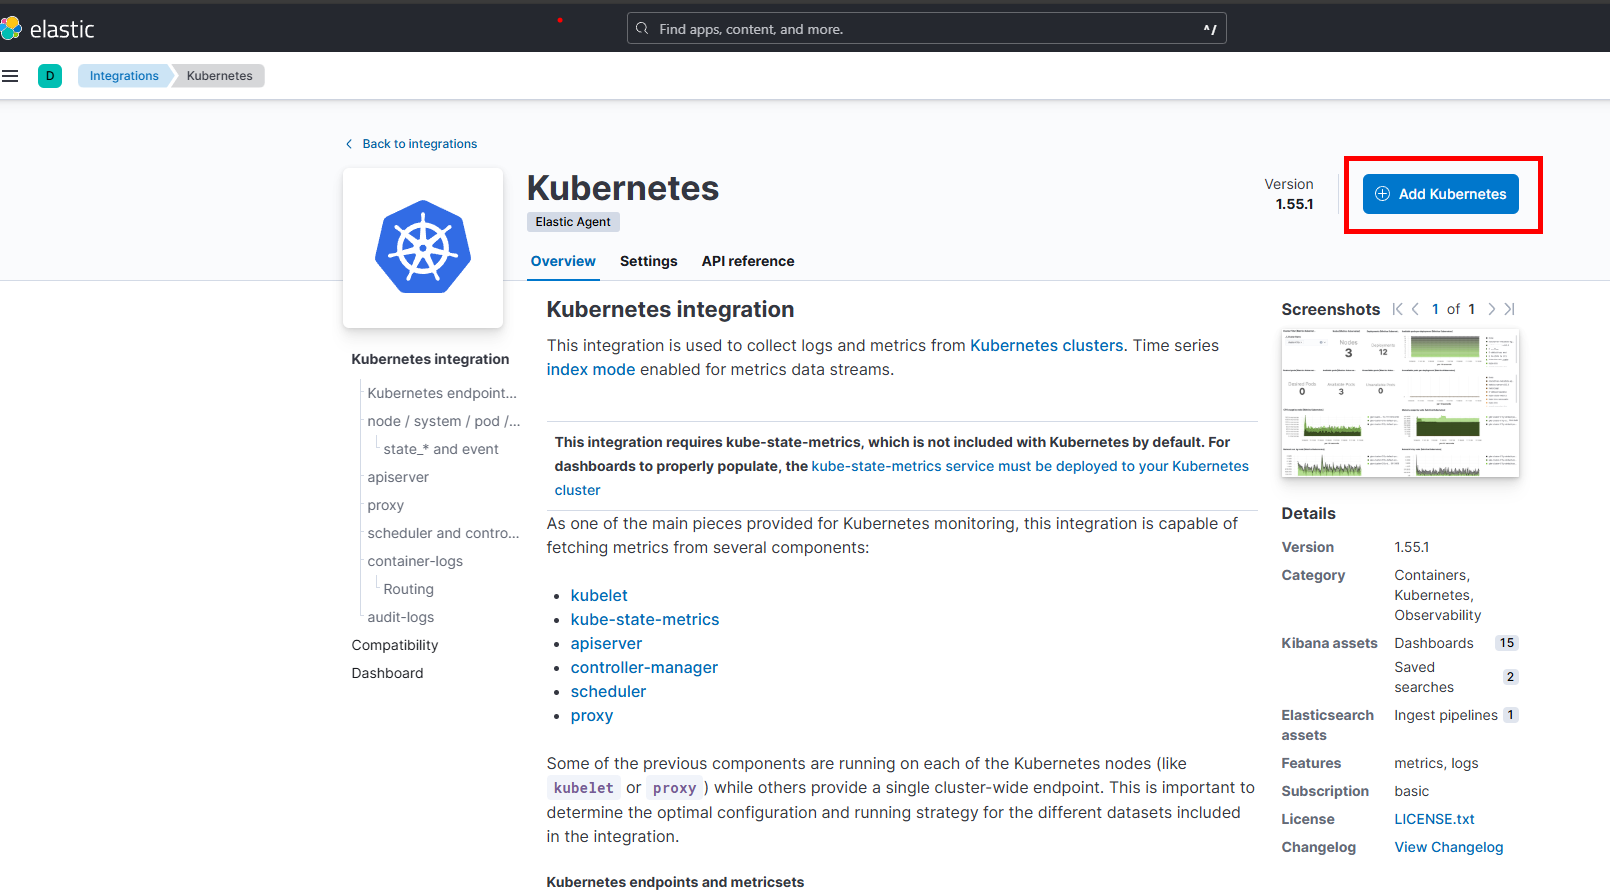 elastic
Find apps, content, and more.
^/
D
Integrations
Kubernetes
Back to integrations
Kubernetes
Elastic Agent
Version
1.55.1
Add Kubernetes
Overview
Settings
API reference
Kubernetes integration
Kubernetes endpoint...
node / system / pod /...
state_* and event
apiserver
proxy
scheduler and contro...
container-logs
Routing
audit-logs
Compatibility
Dashboard
Kubernetes integration
This integration is used to collect logs and metrics from Kubernetes clusters. Time series
index mode enabled for metrics data streams.
This integration requires kube-state-metrics, which is not included with Kubernetes by default. For
dashboards to properly populate, the kube-state-metrics service must be deployed to your Kubernetes
cluster
As one of the main pieces provided for Kubernetes monitoring, this integration is capable of
fetching metrics from several components:
kubelet
kube-state-metrics
apiserver
controller-manager
scheduler
proxy
Some of the previous components are running on each of the Kubernetes nodes (like
kubelet or proxy ) while others provide a single cluster-wide endpoint. This is important to
determine the optimal configuration and running strategy for the different datasets included
in the integration.
Kubernetes endpoints and metricsets
Screenshots
1 of 1
Nodes
3
12
0
3
0
Details
Version 1.55.1
Category Containers,
Kubernetes,
Observability
Kibana assets Dashboards 15
Saved
searches 2
Elasticsearch Ingest pipelines 1
assets
Features metrics, logs
Subscription basic
License LICENSE.txt
Changelog View Changelog